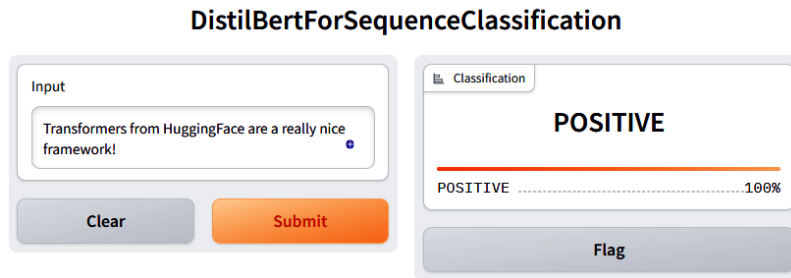 DistilBertForSequenceClassification
Input
Transformers from HuggingFace are a really nice
framework!
Clear
Submit
Classification
POSITIVE
POSITIVE 100%
Flag